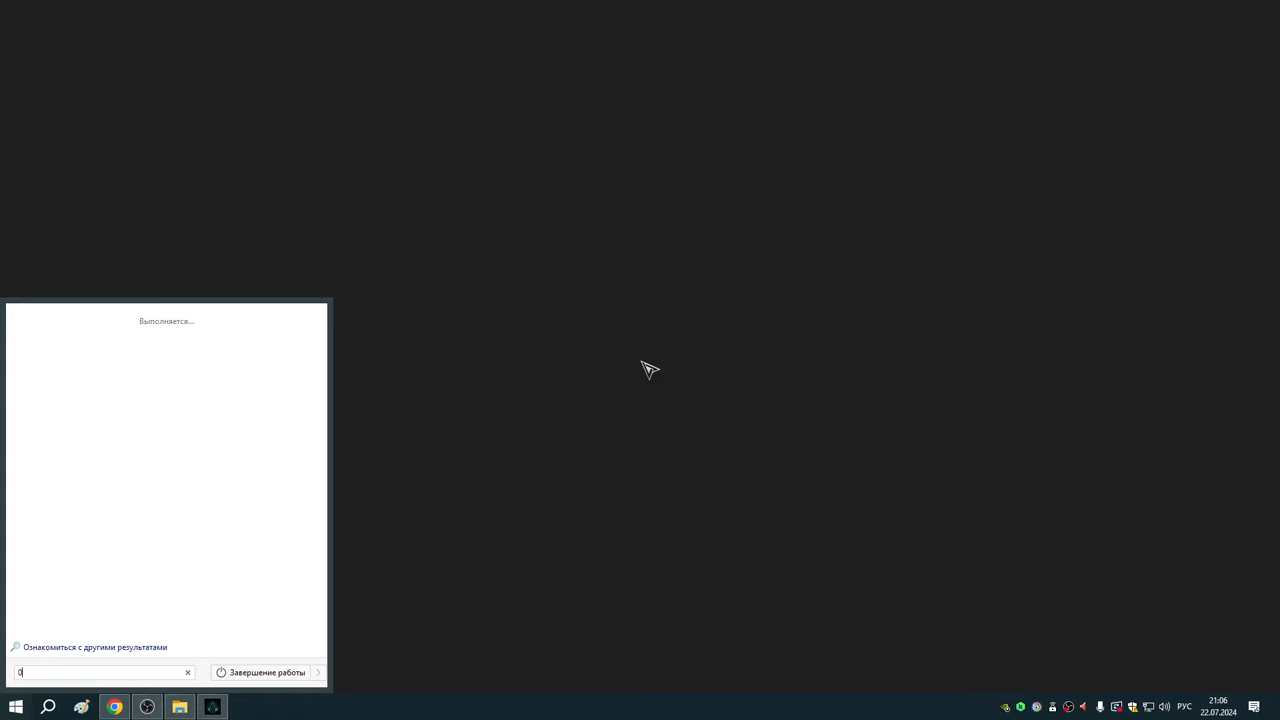 Выполняется...
Ознакомиться с другими результатами
0
Завершение работы
РУС
21:06
22.07.2024